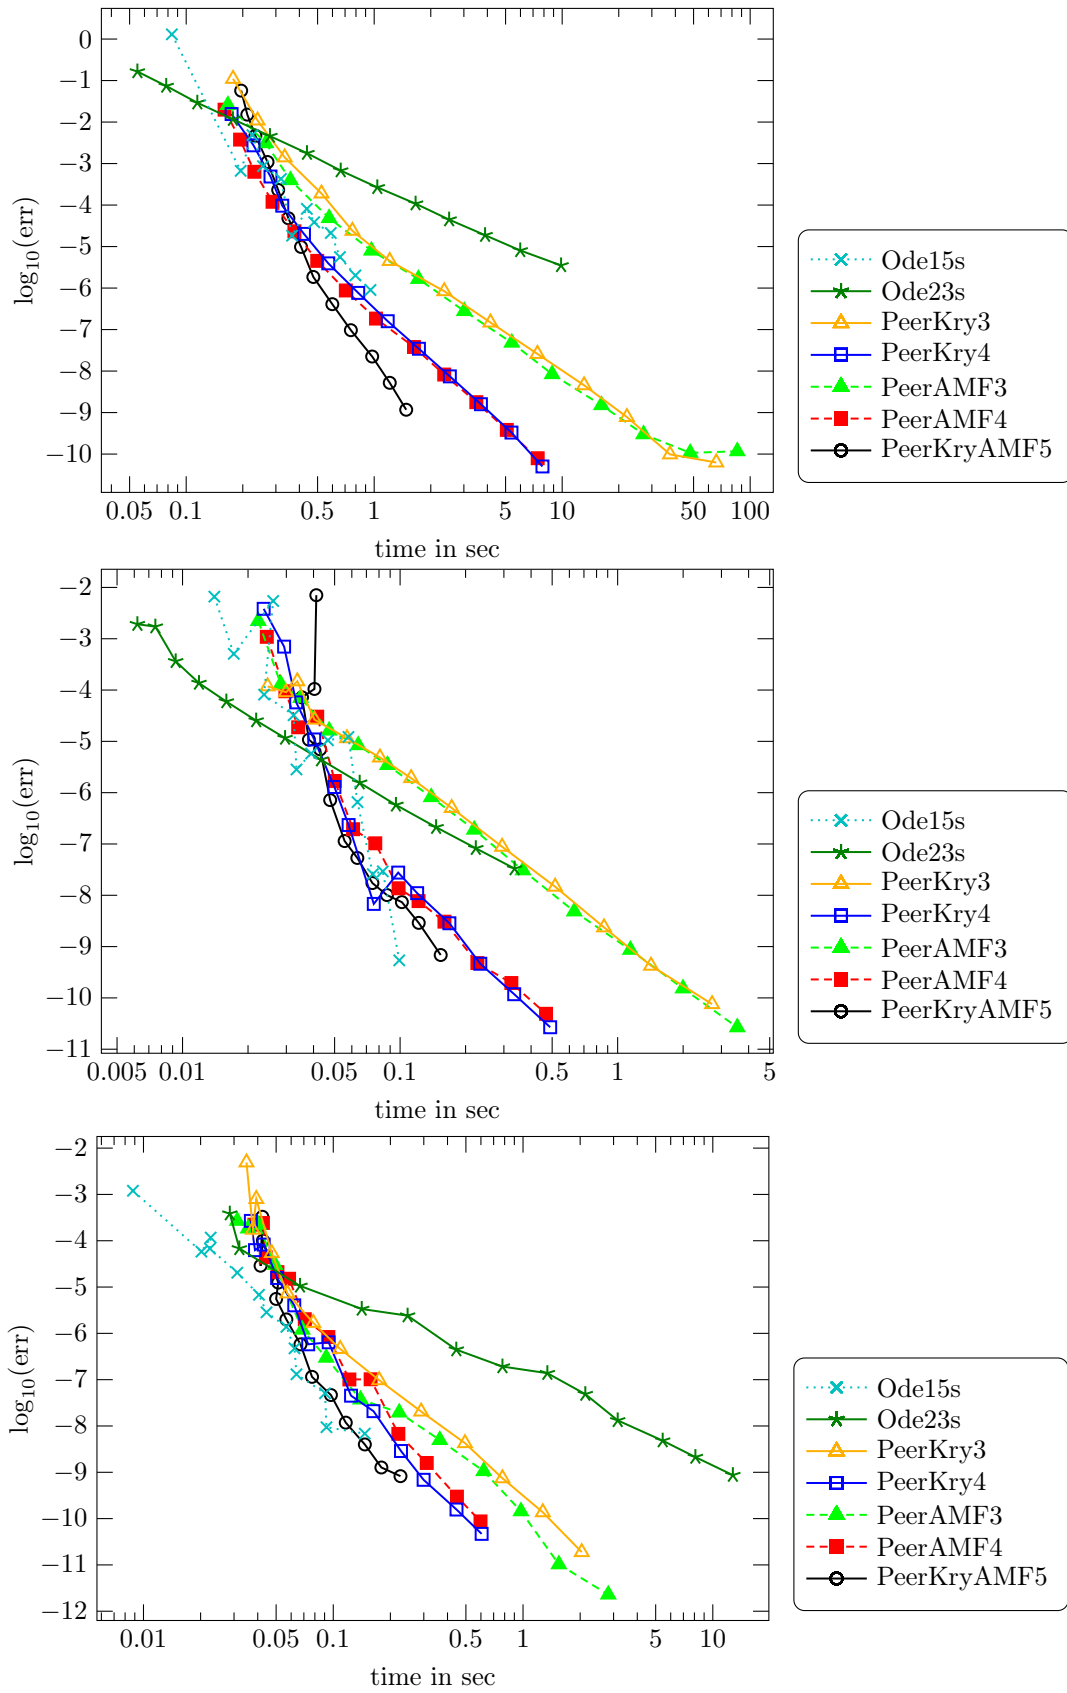 0
−1
−2
−3
−4
−5
−6
−7
−8
−9
−10
log₁₀(err)
0.05 0.1 0.5 1 5 10 50 100
time in sec
Ode15s
Ode23s
PeerKry3
PeerKry4
PeerAMF3
PeerAMF4
PeerKryAMF5
−2
−3
−4
−5
−6
−7
−8
−9
−10
−11
log₁₀(err)
0.005 0.01 0.05 0.1 0.5 1 5
time in sec
Ode15s
Ode23s
PeerKry3
PeerKry4
PeerAMF3
PeerAMF4
PeerKryAMF5
−2
−3
−4
−5
−6
−7
−8
−9
−10
−11
−12
log₁₀(err)
0.01 0.05 0.1 0.5 1 5 10
time in sec
Ode15s
Ode23s
PeerKry3
PeerKry4
PeerAMF3
PeerAMF4
PeerKryAMF5